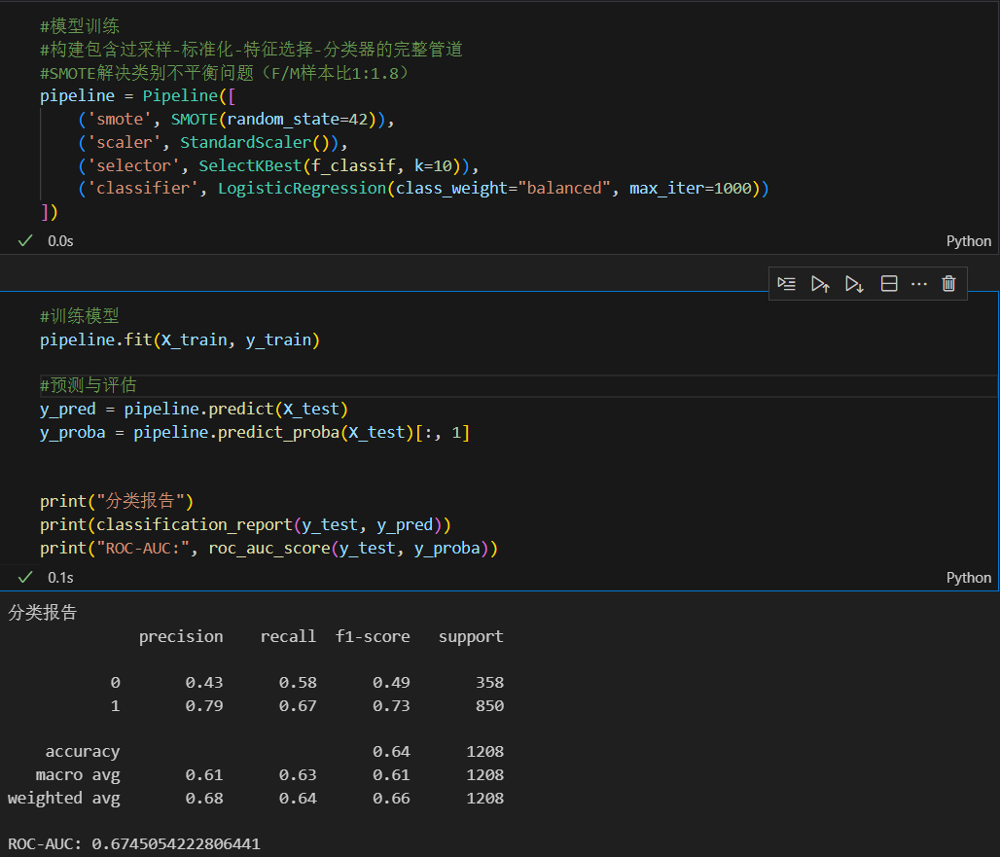 #模型训练
#构建包含过采样-标准化-特征选择-分类器的完整管道
#SMOTE解决类别不平衡问题（F/M样本比1:1.8）
pipeline = Pipeline([
    ('smote', SMOTE(random_state=42)),
    ('scaler', StandardScaler()),
    ('selector', SelectKBest(f_classif, k=10)),
    ('classifier', LogisticRegression(class_weight="balanced", max_iter=1000))
])
0.0s Python
#训练模型
pipeline.fit(X_train, y_train)
#预测与评估
y_pred = pipeline.predict(X_test)
y_proba = pipeline.predict_proba(X_test)[:, 1]
print("分类报告")
print(classification_report(y_test, y_pred))
print("ROC-AUC:", roc_auc_score(y_test, y_proba))
0.1s Python
分类报告
precision recall f1-score support
0 0.43 0.58 0.49 358
1 0.79 0.67 0.73 850
accuracy 0.64 1208
macro avg 0.61 0.63 0.61 1208
weighted avg 0.68 0.64 0.66 1208
ROC-AUC: 0.6745054222806441